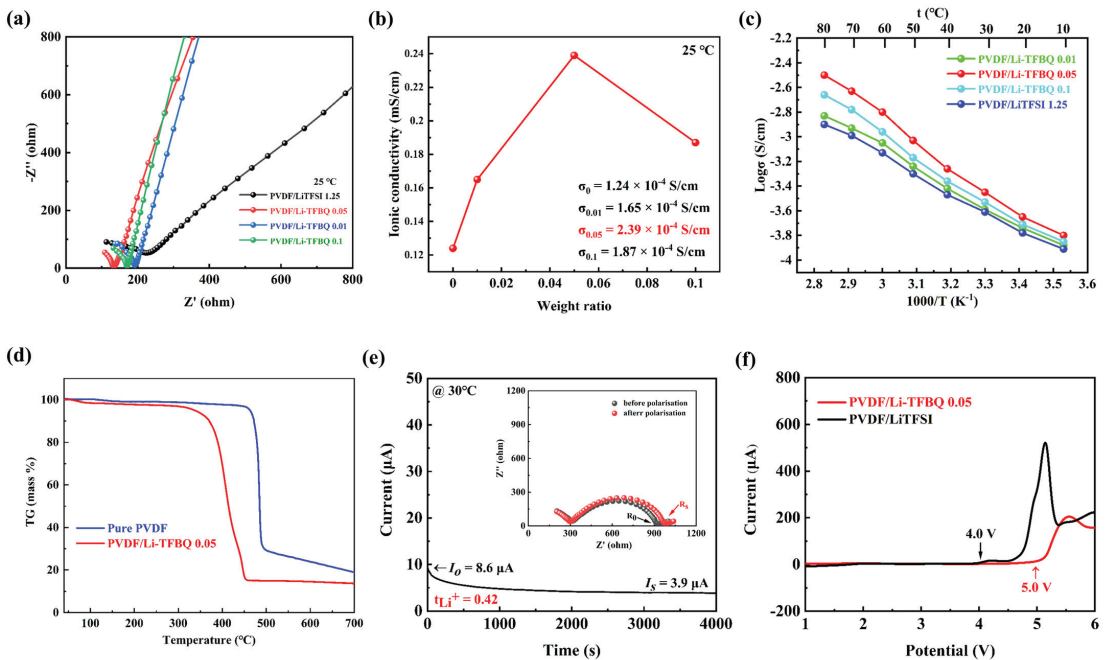 (a)
800
600
400
200
0
-Z'' (ohm)
0 200 400 600 800
Z' (ohm)
25 °C
PVDF/LiTFSI 1.25
PVDF/Li-TFBQ 0.05
PVDF/Li-TFBQ 0.01
PVDF/Li-TFBQ 0.1
(b)
25 °C
0.24
0.22
0.20
0.18
0.16
0.14
0.12
Ionic conductivity (mS/cm)
σ0 = 1.24 × 10-4 S/cm
σ0.01 = 1.65 × 10-4 S/cm
σ0.05 = 2.39 × 10-4 S/cm
σ0.1 = 1.87 × 10-4 S/cm
0 0.02 0.04 0.06 0.08 0.1
Weight ratio
(c)
t (°C)
80 70 60 50 40 30 20 10
-2.2
-2.4
-2.6
-2.8
-3
-3.2
-3.4
-3.6
-3.8
-4
Logσ (S/cm)
PVDF/Li-TFBQ 0.01
PVDF/Li-TFBQ 0.05
PVDF/Li-TFBQ 0.1
PVDF/LiTFSI 1.25
2.8 2.9 3 3.1 3.2 3.3 3.4 3.5
1000/T (K-1)
(d)
100
80
60
40
20
0
TG (mass %)
Pure PVDF
PVDF/Li-TFBQ 0.05
100 200 300 400 500 600 700
Temperature (°C)
(e)
@ 30°C
50
40
30
20
10
0
Current (μA)
1200
900
600
300
0
Z'' (ohm)
before polarisation
afterr polarisation
R0
Rs
0 300 600 900 1200
Z' (ohm)
←Io = 8.6 μA
Is = 3.9 μA
tLi+ = 0.42
0 1000 2000 3000 4000
Time (s)
(f)
800
600
400
200
0
-200
Current (μA)
PVDF/Li-TFBQ 0.05
PVDF/LiTFSI
4.0 V
5.0 V
1 2 3 4 5 6
Potential (V)